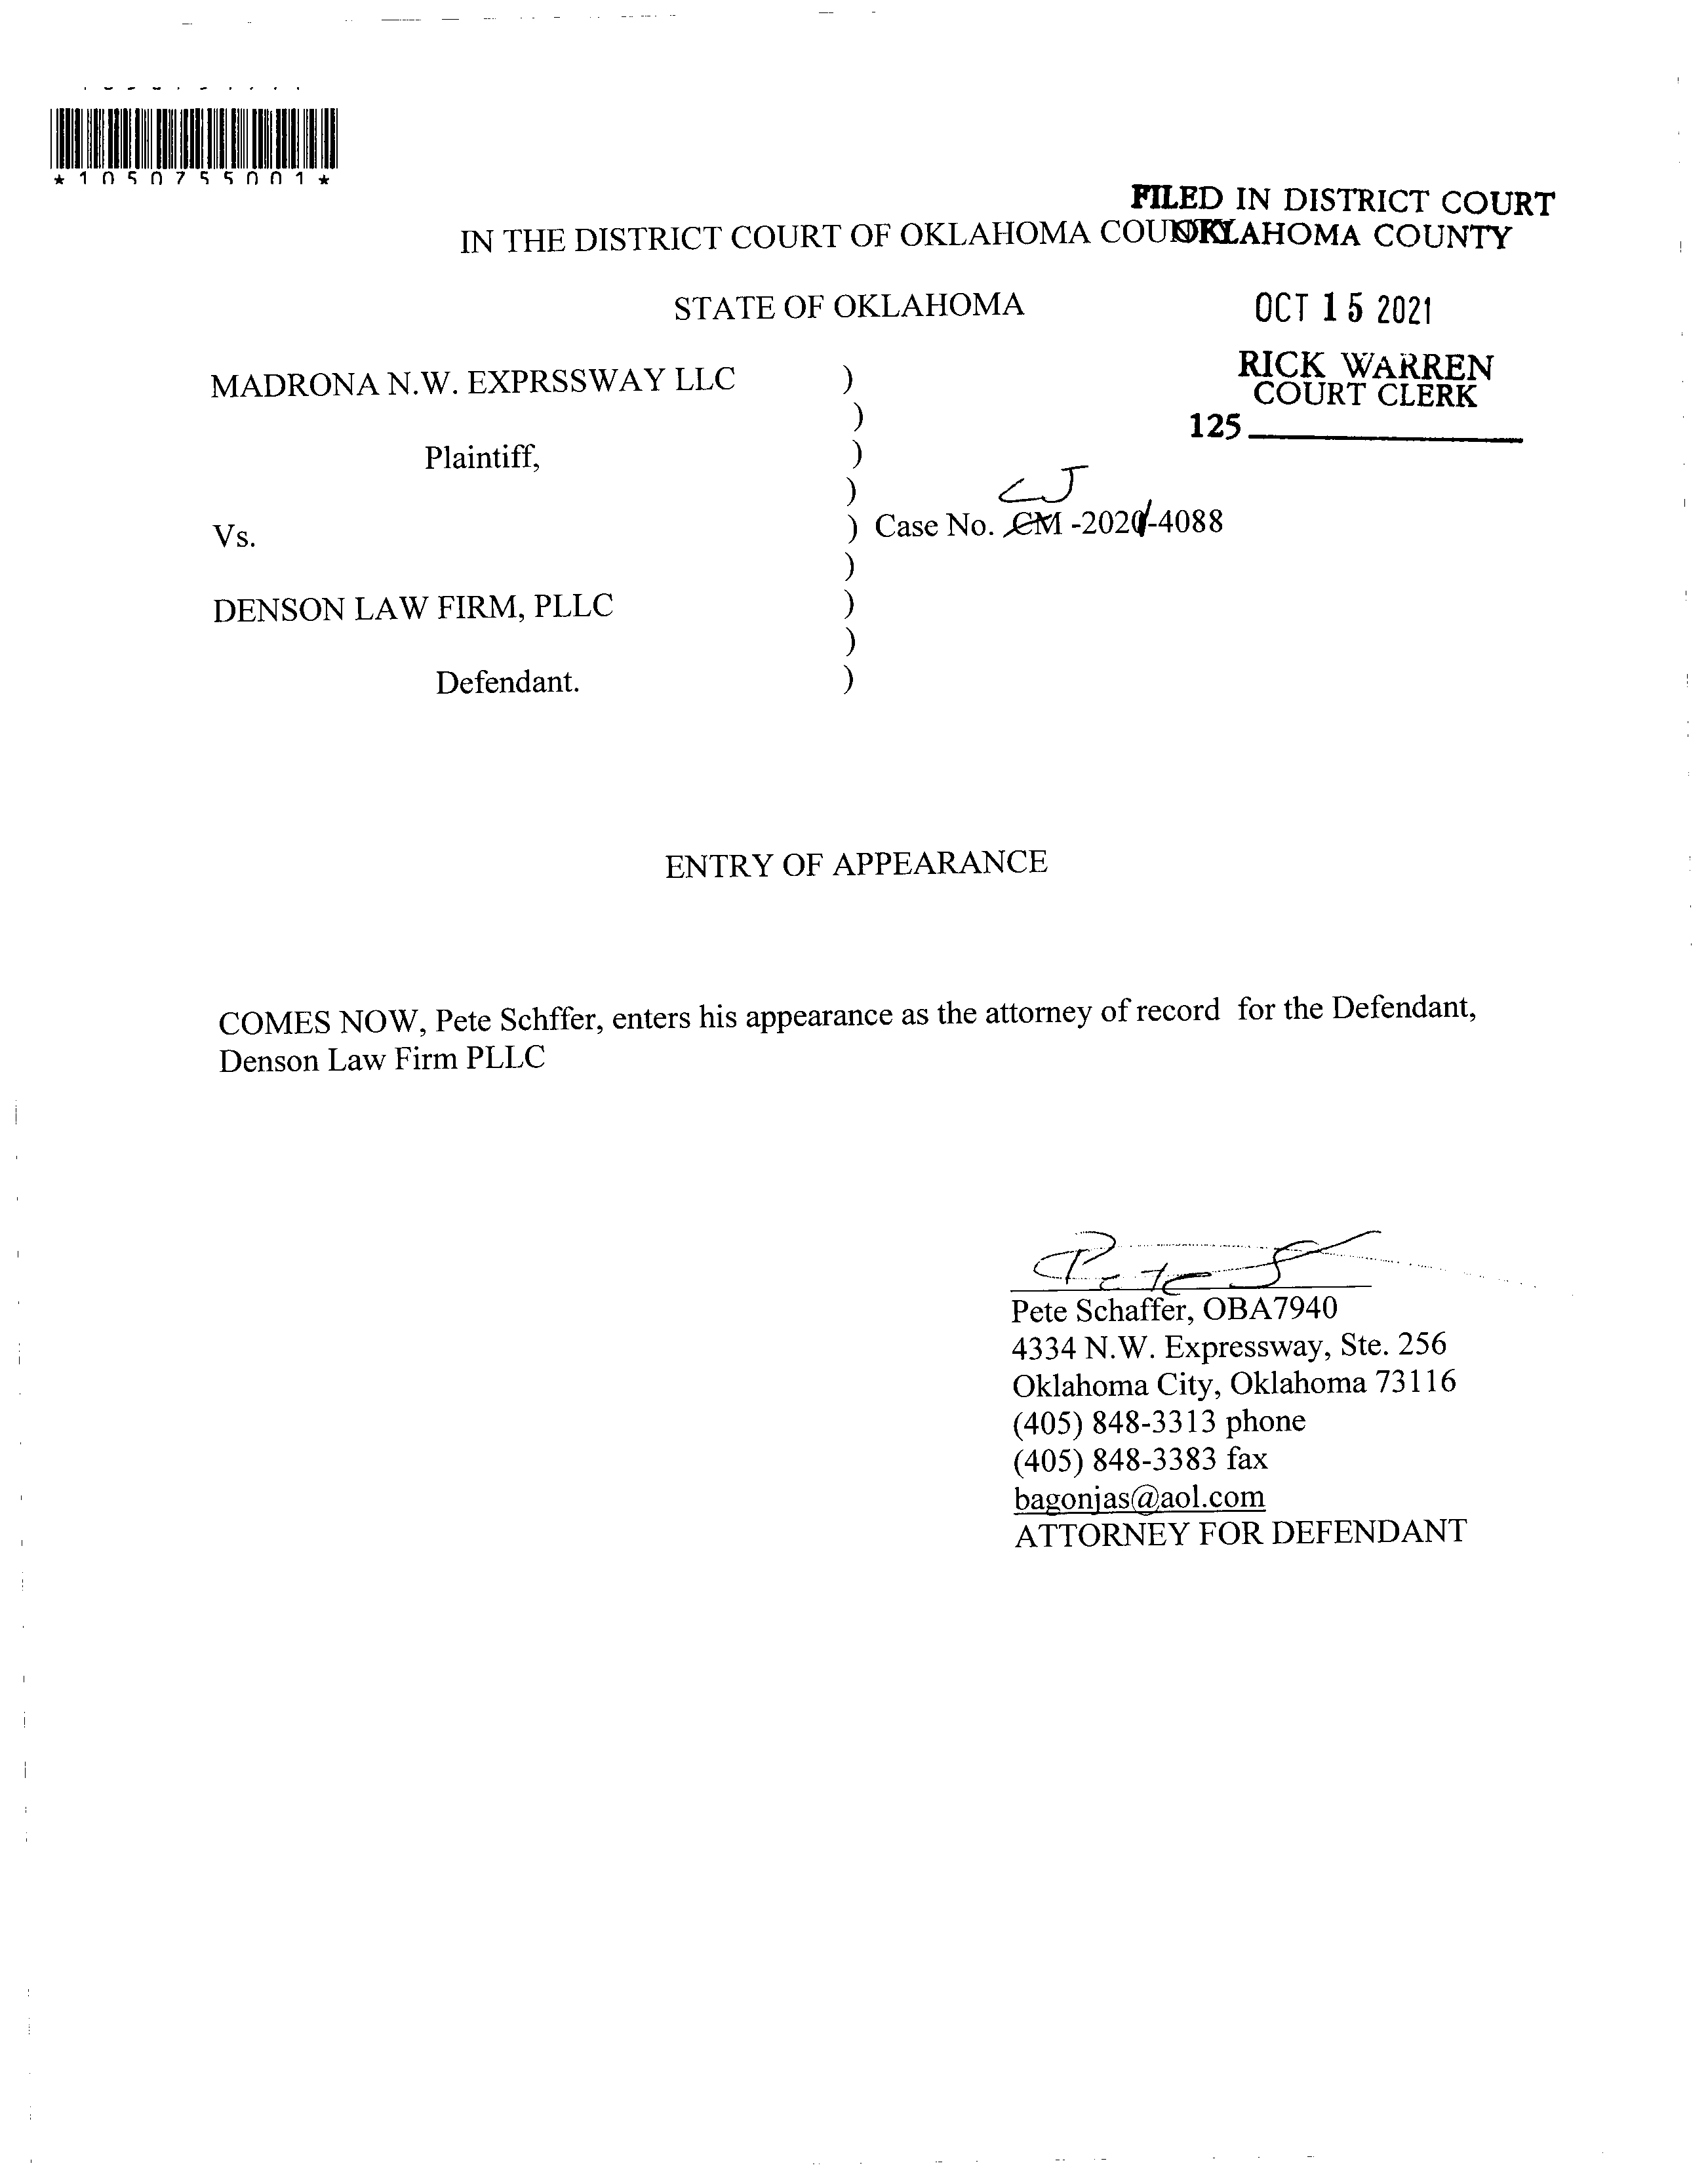 *1050755001*
FILED IN DISTRICT COURT
OKLAHOMA COUNTY
IN THE DISTRICT COURT OF OKLAHOMA COUNTY
STATE OF OKLAHOMA
OCT 15 2021
RICK WARREN
COURT CLERK
125
MADRONA N.W. EXPRSSWAY LLC )
)
Plaintiff, )
)
CJ
Vs. ) Case No. CM -2021-4088
)
DENSON LAW FIRM, PLLC )
)
Defendant. )
ENTRY OF APPEARANCE
COMES NOW, Pete Schffer, enters his appearance as the attorney of record for the Defendant,
Denson Law Firm PLLC
Pete S
Pete Schaffer, OBA7940
4334 N.W. Expressway, Ste. 256
Oklahoma City, Oklahoma 73116
(405) 848-3313 phone
(405) 848-3383 fax
bagonjas@aol.com
ATTORNEY FOR DEFENDANT